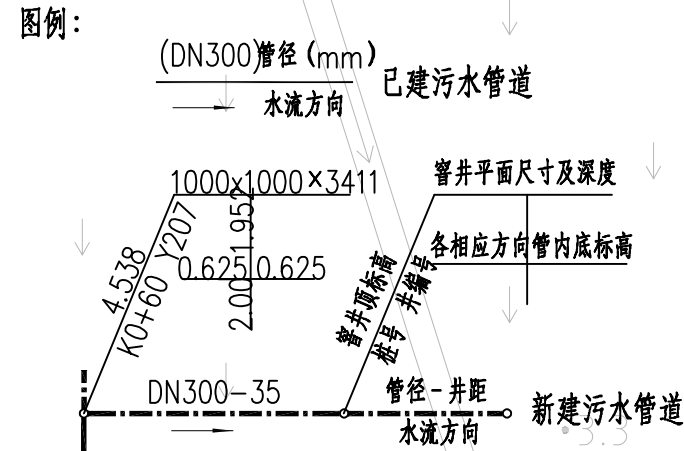 图例：
(DN300)管径(mm)
已建污水管道
水流方向
1000x1000×3411
窨井平面尺寸及深度
1.952
4.538
K0+60 Y207
0.625 0.625
2.00
各相应方向管内底标高
窨井顶标高
桩号 井编号
DN300-35
管径-井距
新建污水管道
水流方向
3.3